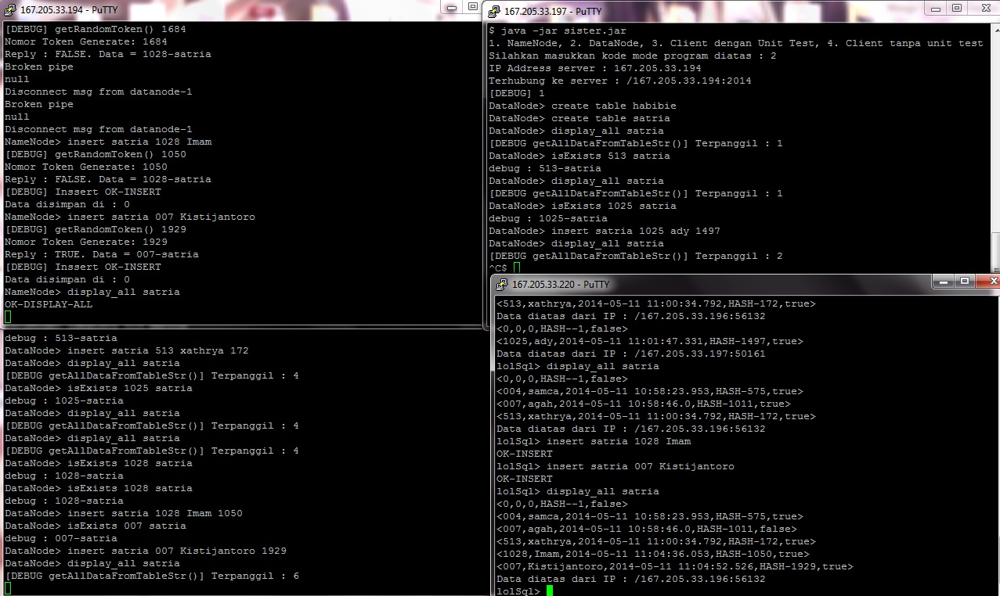 167.205.33.194 - PuTTY
[DEBUG] getRandomToken() 1684
Nomor Token Generate: 1684
Reply : FALSE. Data = 1028-satria
Broken pipe
null
Disconnect msg from datanode-1
Broken pipe
null
Disconnect msg from datanode-1
NameNode> insert satria 1028 Imam
[DEBUG] getRandomToken() 1050
Nomor Token Generate: 1050
Reply : FALSE. Data = 1028-satria
[DEBUG] Inssert OK-INSERT
Data disimpan di : 0
NameNode> insert satria 007 Kistijantoro
[DEBUG] getRandomToken() 1929
Nomor Token Generate: 1929
Reply : TRUE. Data = 007-satria
[DEBUG] Inssert OK-INSERT
Data disimpan di : 0
NameNode> display_all satria
OK-DISPLAY-ALL
debug : 513-satria
DataNode> insert satria 513 xathrya 172
DataNode> display_all satria
[DEBUG getAllDataFromTableStr()] Terpanggil : 4
DataNode> isExists 1025 satria
debug : 1025-satria
DataNode> display_all satria
[DEBUG getAllDataFromTableStr()] Terpanggil : 4
DataNode> display_all satria
[DEBUG getAllDataFromTableStr()] Terpanggil : 4
DataNode> isExists 1028 satria
debug : 1028-satria
DataNode> isExists 1028 satria
debug : 1028-satria
DataNode> insert satria 1028 Imam 1050
DataNode> isExists 007 satria
debug : 007-satria
DataNode> insert satria 007 Kistijantoro 1929
DataNode> display_all satria
[DEBUG getAllDataFromTableStr()] Terpanggil : 6
167.205.33.197 - PuTTY
$ java -jar sister.jar
1. NameNode, 2. DataNode, 3. Client dengan Unit Test, 4. Client tanpa unit test
Silahkan masukkan kode mode program diatas : 2
IP Address server : 167.205.33.194
Terhubung ke server : /167.205.33.194:2014
[DEBUG] 1
DataNode> create table habibie
DataNode> create table satria
DataNode> display_all satria
[DEBUG getAllDataFromTableStr()] Terpanggil : 1
DataNode> isExists 513 satria
debug : 513-satria
DataNode> display_all satria
[DEBUG getAllDataFromTableStr()] Terpanggil : 1
DataNode> isExists 1025 satria
debug : 1025-satria
DataNode> insert satria 1025 ady 1497
DataNode> display_all satria
[DEBUG getAllDataFromTableStr()] Terpanggil : 2
^C$
167.205.33.220 - PuTTY
<513,xathrya,2014-05-11 11:00:34.792,HASH-172,true>
Data diatas dari IP : /167.205.33.196:56132
<0,0,0,HASH--1,false>
<1025,ady,2014-05-11 11:01:47.331,HASH-1497,true>
Data diatas dari IP : /167.205.33.197:50161
lolSql> display_all satria
<0,0,0,HASH--1,false>
<004,samca,2014-05-11 10:58:23.953,HASH-575,true>
<007,agah,2014-05-11 10:58:46.0,HASH-1011,true>
<513,xathrya,2014-05-11 11:00:34.792,HASH-172,true>
Data diatas dari IP : /167.205.33.196:56132
lolSql> insert satria 1028 Imam
OK-INSERT
lolSql> insert satria 007 Kistijantoro
OK-INSERT
lolSql> display_all satria
<0,0,0,HASH--1,false>
<004,samca,2014-05-11 10:58:23.953,HASH-575,true>
<007,agah,2014-05-11 10:58:46.0,HASH-1011,false>
<513,xathrya,2014-05-11 11:00:34.792,HASH-172,true>
<1028,Imam,2014-05-11 11:04:36.053,HASH-1050,true>
<007,Kistijantoro,2014-05-11 11:04:52.526,HASH-1929,true>
Data diatas dari IP : /167.205.33.196:56132
lolSql>